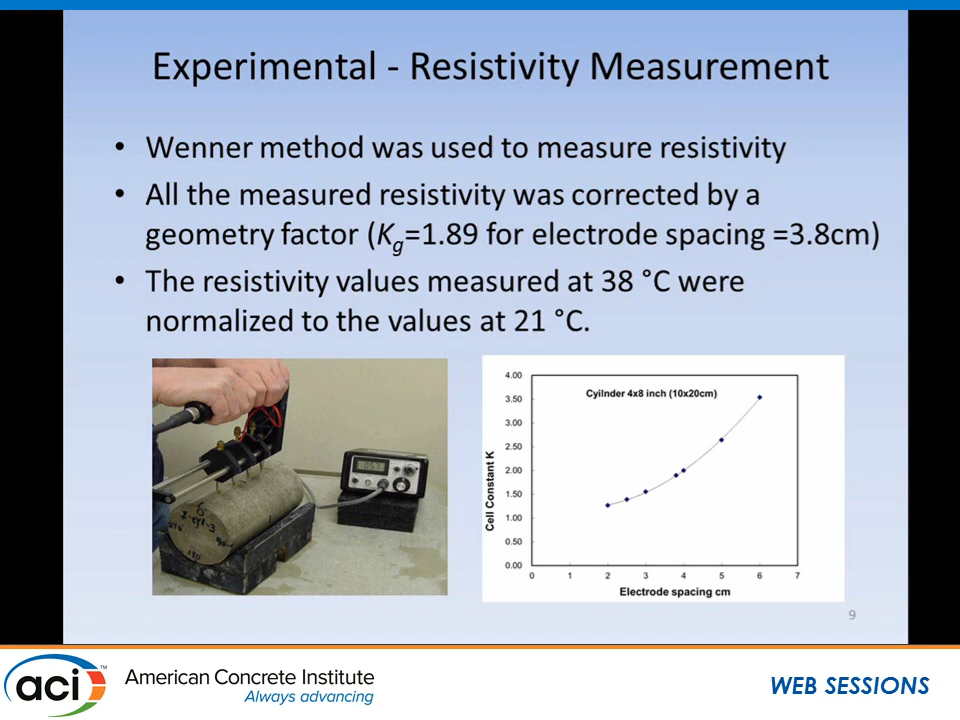 Experimental - Resistivity Measurement
• Wenner method was used to measure resistivity
• All the measured resistivity was corrected by a
geometry factor (Kg=1.89 for electrode spacing =3.8cm)
• The resistivity values measured at 38 °C were
normalized to the values at 21 °C.
Cyilnder 4x8 inch (10x20cm)
Cell Constant K
4.00
3.50
3.00
2.50
2.00
1.50
1.00
0.50
0.00
0 1 2 3 4 5 6 7
Electrode spacing cm
9
aci™
American Concrete Institute
Always advancing
WEB SESSIONS